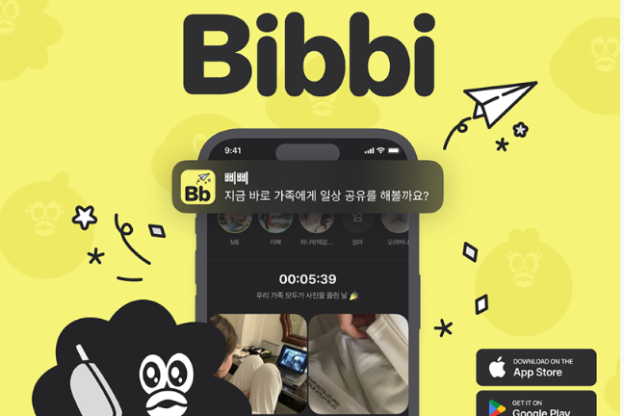 Bibbi
9:41
Bb
삐삐
지금 바로 가족에게 일상 공유를 해볼까요?
ME
아빠
엄마
00:05:39
우리 가족 모두가 사진을 올린 날 🎉
DOWNLOAD ON THE
App Store
GET IT ON
Google Play